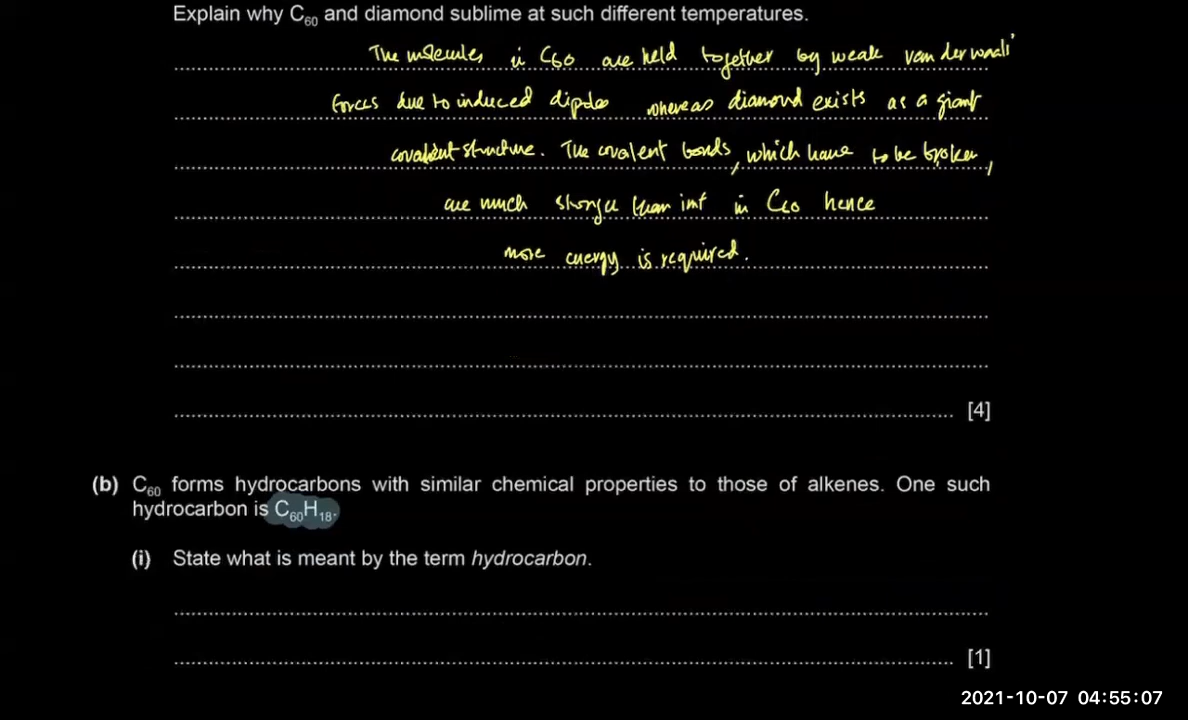 Explain why C60 and diamond sublime at such different temperatures.
The molecules in C60 are held together by weak van der waals'
forces due to induced dipoles whereas diamond exists as a giant
covalent structure. The covalent bonds, which have to be broken,
are much stronger than imf in C60 hence
more energy is required.
[4]
(b) C60 forms hydrocarbons with similar chemical properties to those of alkenes. One such
hydrocarbon is C60H18.
(i) State what is meant by the term hydrocarbon.
[1]
2021-10-07 04:55:07